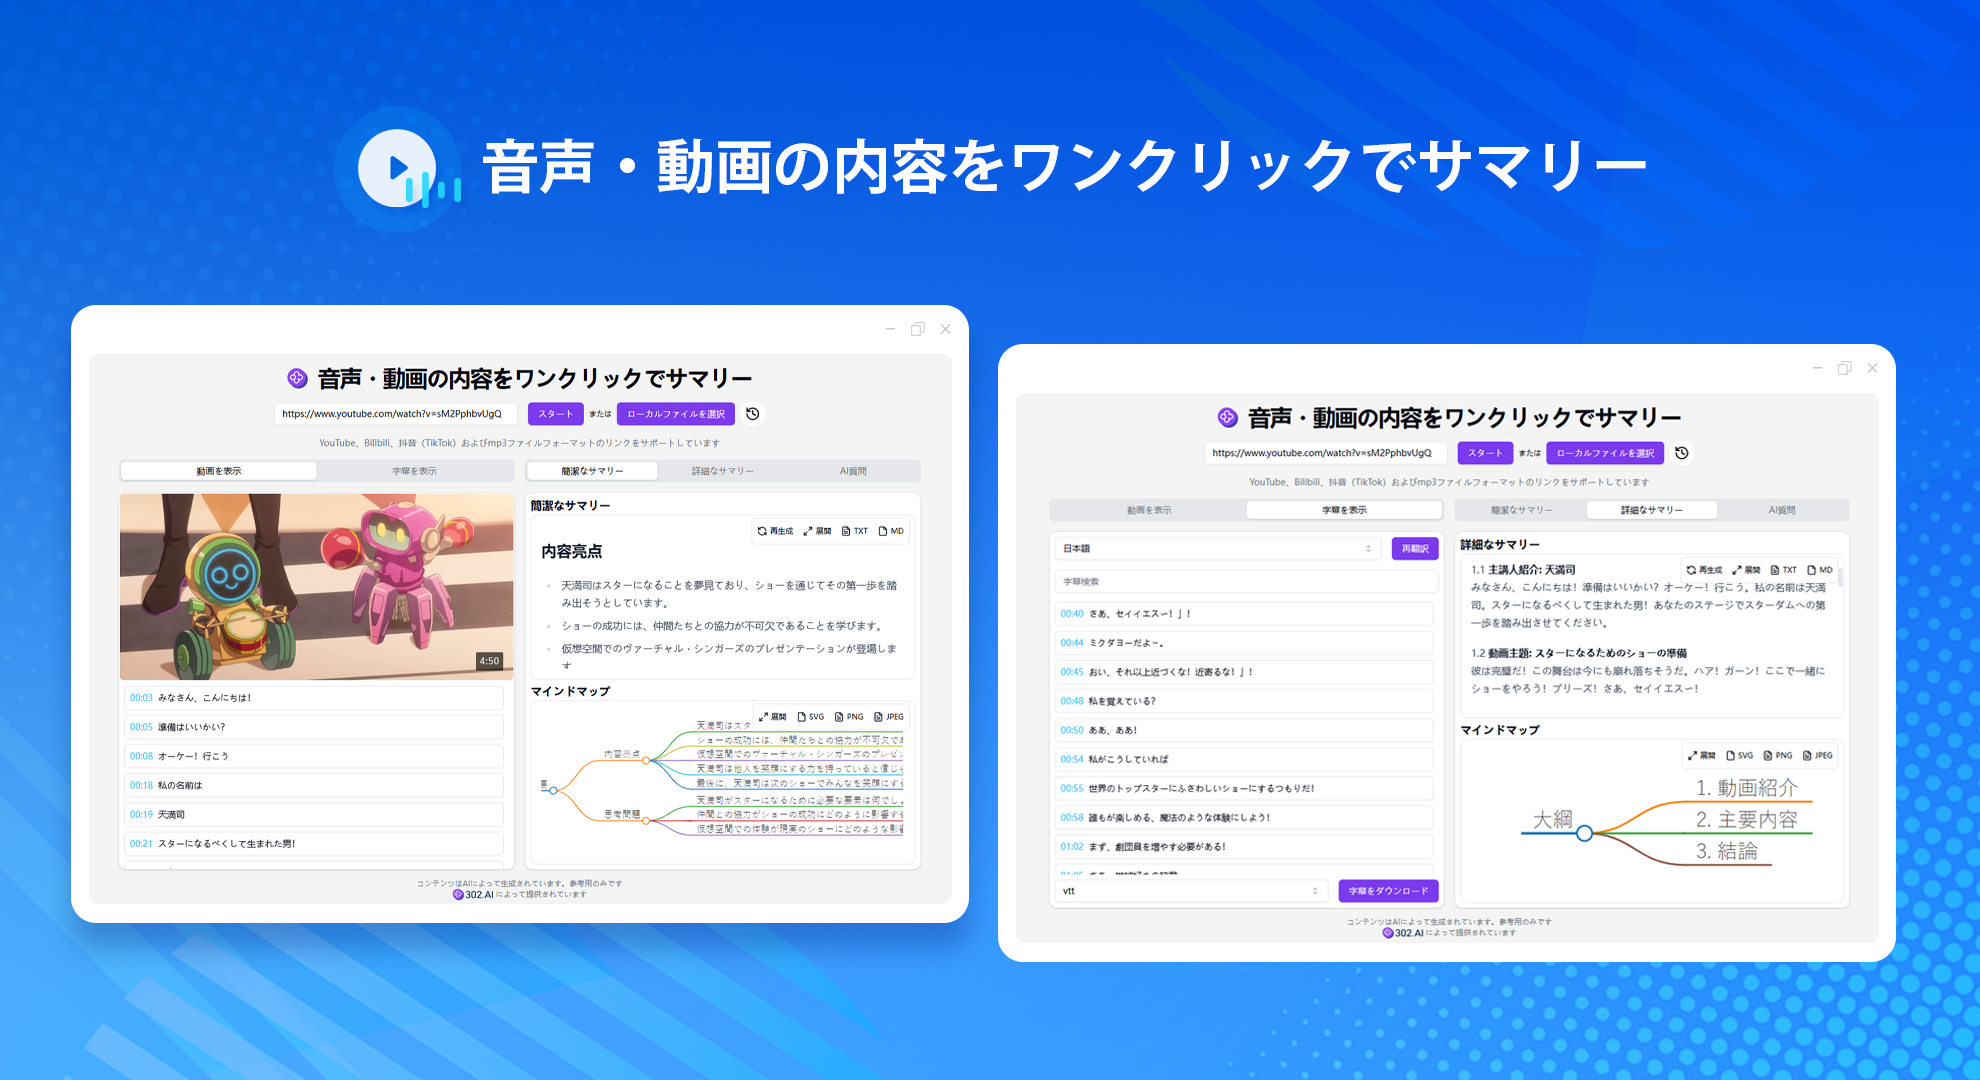 音声・動画の内容をワンクリックでサマリー
音声・動画の内容をワンクリックでサマリー
https://www.youtube.com/watch?v=sM2PphbvUgQ
スタート
または
ローカルファイルを選択
YouTube、Bilibili、抖音（TikTok）およびmp3ファイルフォーマットのリンクをサポートしています
動画を表示
字幕を表示
4:50
00:03 みなさん、こんにちは！
00:05 準備はいいかい？
00:08 オーケー！行こう
00:18 私の名前は
00:19 天満司
00:21 スターになるべくして生まれた男！
簡潔なサマリー
詳細なサマリー
AI質問
簡潔なサマリー
再生成
展開
TXT
MD
内容亮点
天満司はスターになることを夢見ており、ショーを通じてその第一歩を踏
み出そうとしています。
ショーの成功には、仲間たちとの協力が不可欠であることを学びます。
仮想空間でのヴァーチャル・シンガーズのプレゼンテーションが登場しま
す
マインドマップ
展開
SVG
PNG
JPEG
内容亮点
天満司はスタ
ショーの成功には、仲間たちとの協力が不可欠であ
仮想空間でのヴァーチャル・シンガーズのプレゼン
天満司は他人を笑顔にする力を持っていると信じら
最後に、天満司は次のショーでみんなを笑顔にする
思考問題
天満司がスターになるために必要な要素は何でしょ
仲間との協力がショーの成功にどのように影響する
仮想空間での体験が現実のショーにどのような影響
コンテンツはAIによって生成されています。参考用のみです
302.AI によって提供されています
音声・動画の内容をワンクリックでサマリー
https://www.youtube.com/watch?v=sM2PphbvUgQ
スタート
または
ローカルファイルを選択
YouTube、Bilibili、抖音（TikTok）およびmp3ファイルフォーマットのリンクをサポートしています
動画を表示
字幕を表示
日本語
再翻訳
字幕検索
00:40 さあ、セイイエス〜！」！
00:44 ミクダヨーだよ〜。
00:45 おい、それ以上近づくな！近寄るな！」！
00:48 私を覚えている？
00:50 ああ、ああ！
00:54 私がこうしていれば
00:55 世界のトップスターにふさわしいショーにするつもりだ！
00:58 誰もが楽しめる、魔法のような体験にしよう！
01:02 まず、劇団員を増やす必要がある！
vtt
字幕をダウンロード
簡潔なサマリー
詳細なサマリー
AI質問
詳細なサマリー
再生成
展開
TXT
MD
1.1 主講人紹介: 天満司
みなさん、こんにちは！準備はいいかい？オーケー！行こう。私の名前は天満
司。スターになるべくして生まれた男！あなたのステージでスターダムへの第
一歩を踏み出させてください。
1.2 動画主題: スターになるためのショーの準備
彼は完璧だ！この舞台は今にも崩れ落ちそうだ。ハア！ガーン！ここで一緒に
ショーをやろう！プリーズ！さあ、セイイエス〜！
マインドマップ
展開
SVG
PNG
JPEG
大綱
1. 動画紹介
2. 主要内容
3. 結論
コンテンツはAIによって生成されています。参考用のみです
302.AI によって提供されています